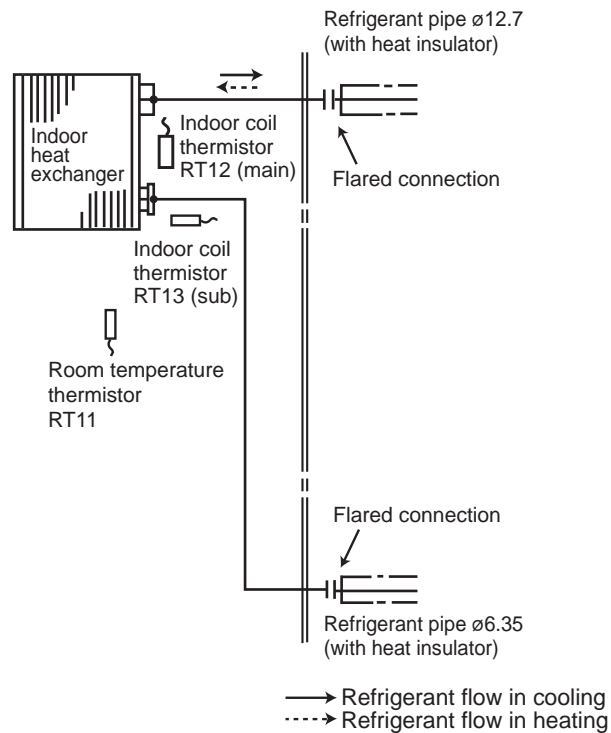 Refrigerant pipe ø12.7
(with heat insulator)
Indoor
heat
exchanger
Indoor coil
thermistor
RT12 (main)
Flared connection
Indoor coil
thermistor
RT13 (sub)
Room temperature
thermistor
RT11
Flared connection
Refrigerant pipe ø6.35
(with heat insulator)
Refrigerant flow in cooling
Refrigerant flow in heating